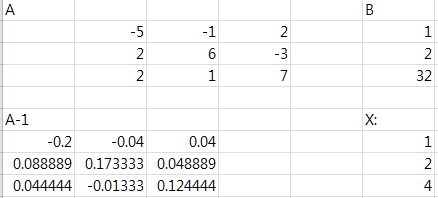 A B
-5 -1 2 1
2 6 -3 2
2 1 7 32
A-1 X:
-0.2 -0.04 0.04 1
0.088889 0.173333 0.048889 2
0.044444 -0.01333 0.124444 4